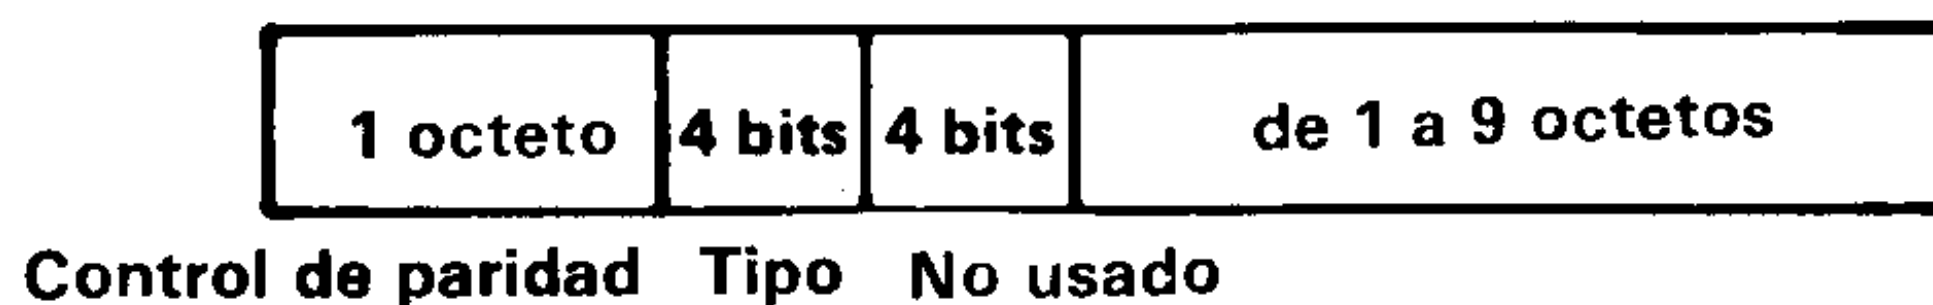 1 octeto 4 bits 4 bits de 1 a 9 octetos
Control de paridad Tipo No usado